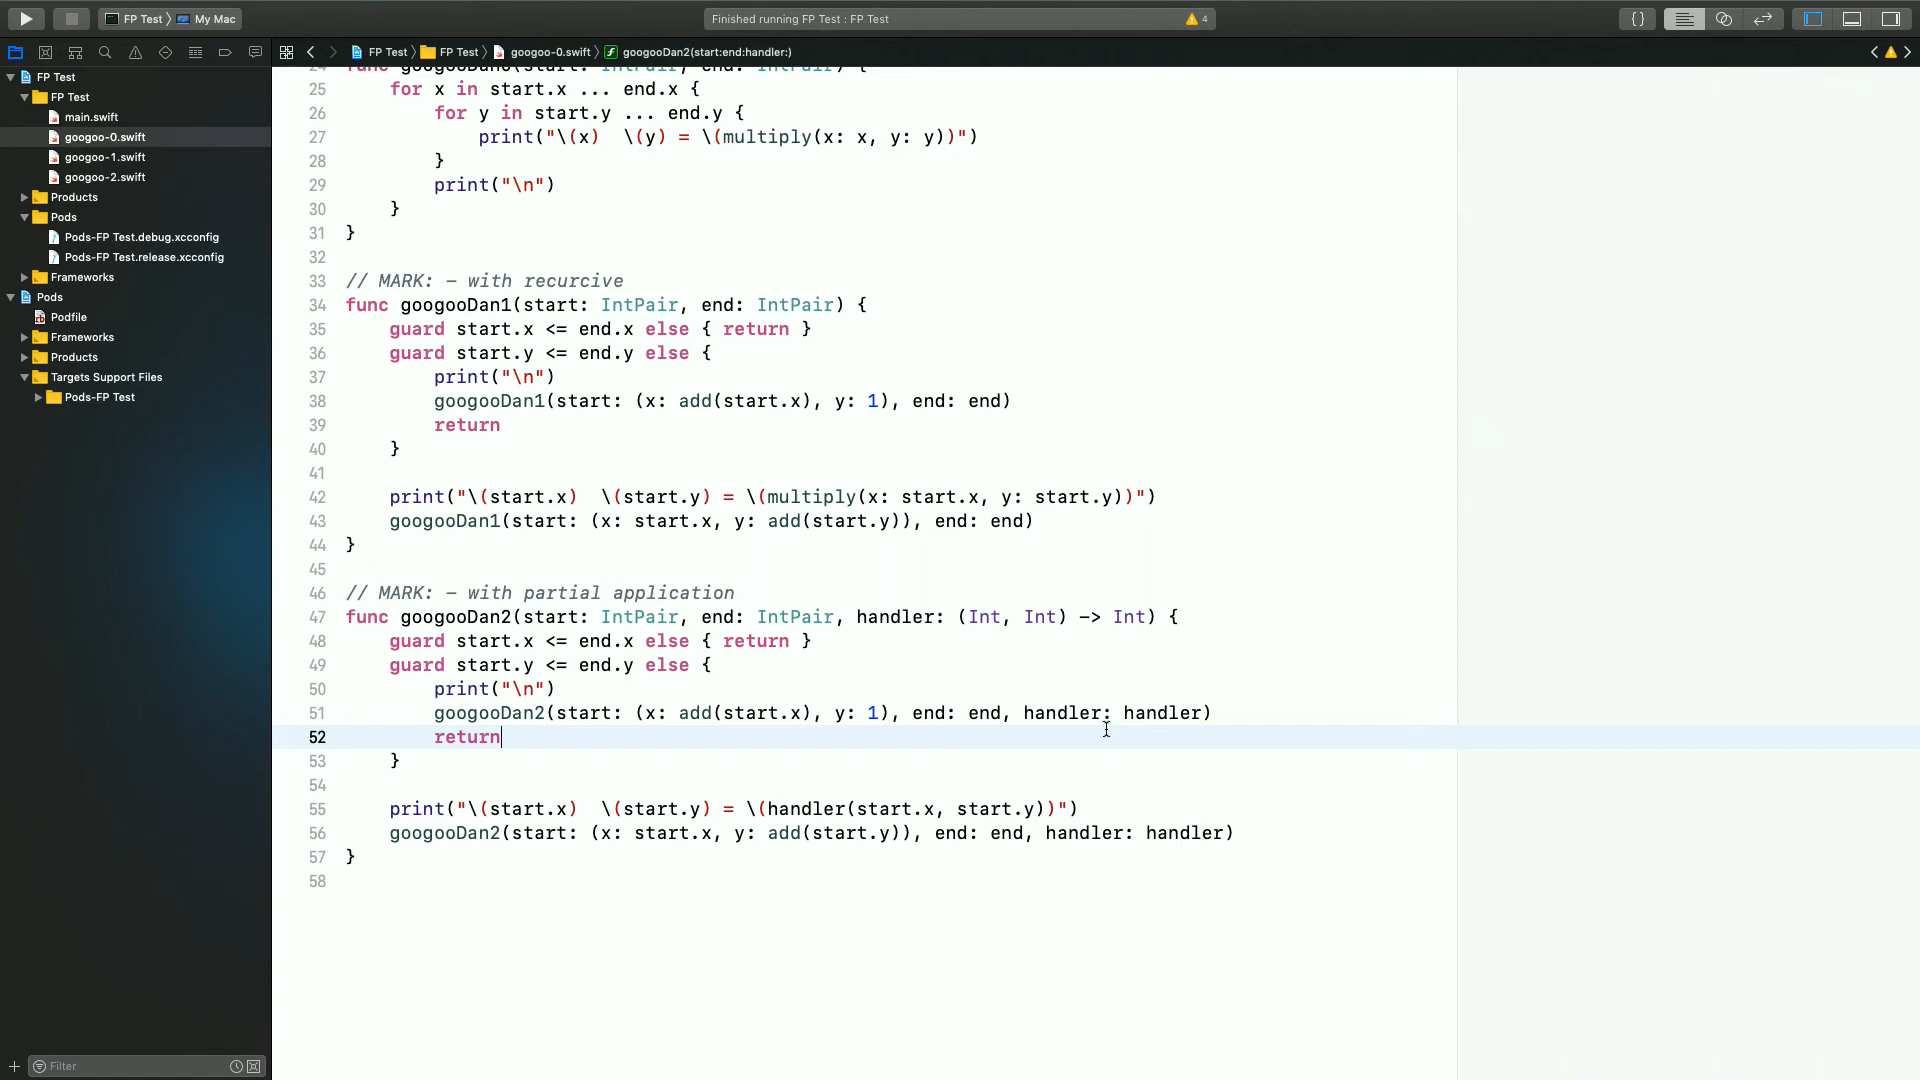 FP Test 〉 My Mac
Finished running FP Test : FP Test
4
FP Test 〉 FP Test 〉 googoo-0.swift 〉 googooDan2(start:end:handler:)
FP Test
FP Test
main.swift
googoo-0.swift
googoo-1.swift
googoo-2.swift
Products
Pods
Pods-FP Test.debug.xcconfig
Pods-FP Test.release.xcconfig
Frameworks
Pods
Podfile
Frameworks
Products
Targets Support Files
Pods-FP Test
Filter
25 for x in start.x ... end.x {
26 for y in start.y ... end.y {
27 print("\(x)  \(y) = \(multiply(x: x, y: y))")
28 }
29 print("\n")
30 }
31 }
32
33 // MARK: – with recurcive
34 func googooDan1(start: IntPair, end: IntPair) {
35 guard start.x <= end.x else { return }
36 guard start.y <= end.y else {
37 print("\n")
38 googooDan1(start: (x: add(start.x), y: 1), end: end)
39 return
40 }
41
42 print("\(start.x)  \(start.y) = \(multiply(x: start.x, y: start.y))")
43 googooDan1(start: (x: start.x, y: add(start.y)), end: end)
44 }
45
46 // MARK: – with partial application
47 func googooDan2(start: IntPair, end: IntPair, handler: (Int, Int) -> Int) {
48 guard start.x <= end.x else { return }
49 guard start.y <= end.y else {
50 print("\n")
51 googooDan2(start: (x: add(start.x), y: 1), end: end, handler: handler)
52 return
53 }
54
55 print("\(start.x)  \(start.y) = \(handler(start.x, start.y))")
56 googooDan2(start: (x: start.x, y: add(start.y)), end: end, handler: handler)
57 }
58